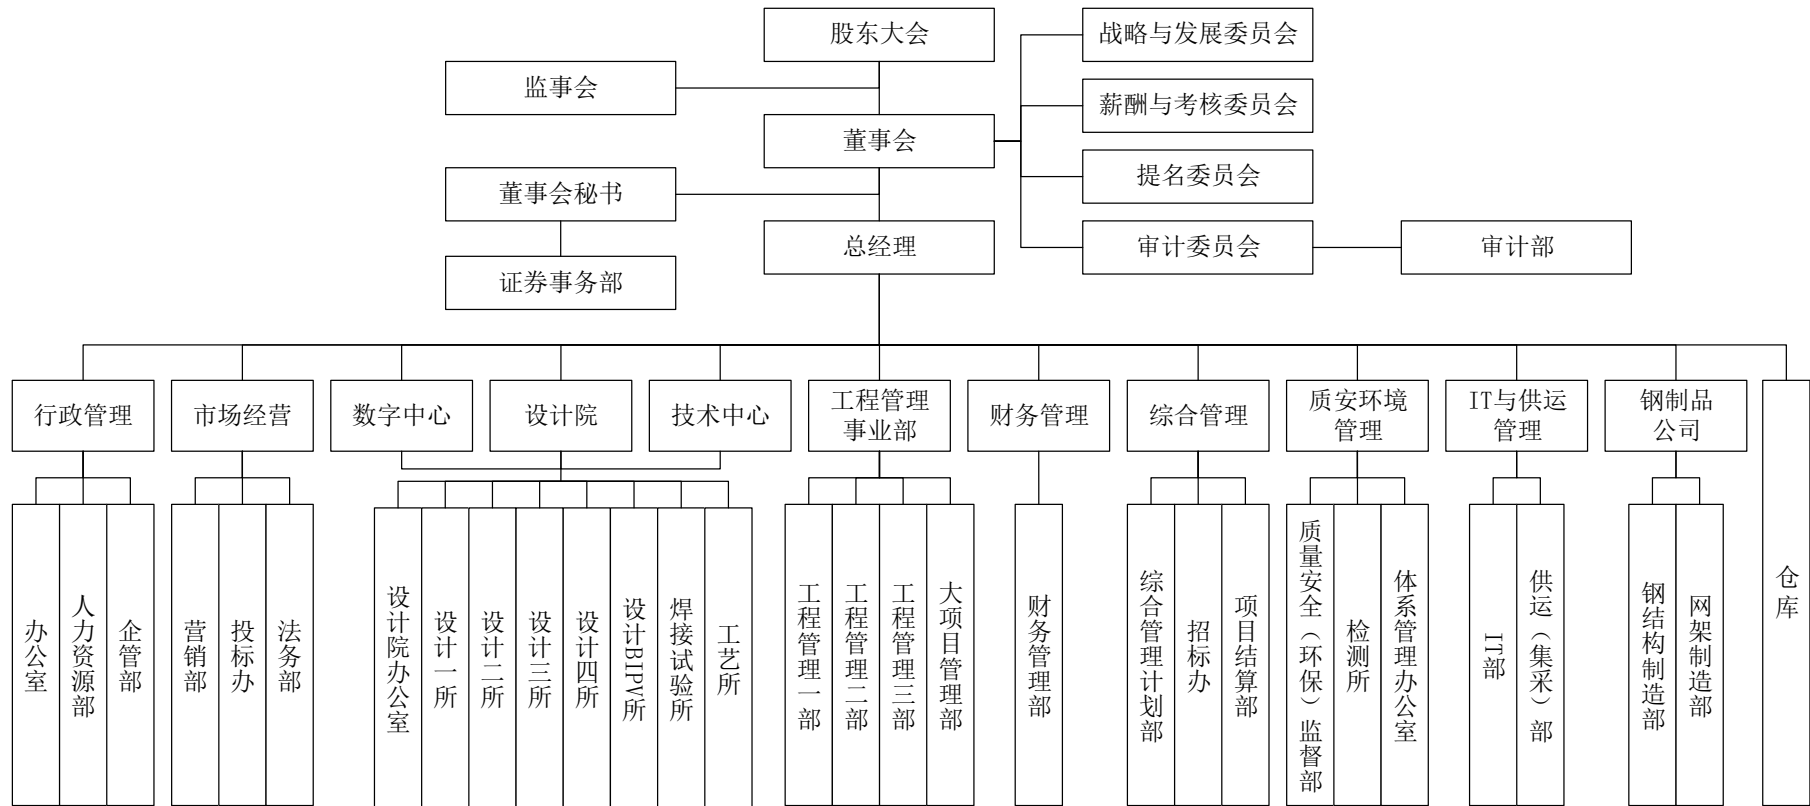 股东大会
战略与发展委员会
监事会
薪酬与考核委员会
董事会
提名委员会
董事会秘书
总经理
审计委员会
审计部
证券事务部
行政管理
市场经营
数字中心
设计院
技术中心
工程管理
事业部
财务管理
综合管理
质安环境
管理
IT与供运
管理
钢制品
公司
仓库
办公室
人力资源部
企管部
营销部
投标办
法务部
设计院办公室
设计一所
设计二所
设计三所
设计四所
设计BIPV所
焊接试验所
工艺所
工程管理一部
工程管理二部
工程管理三部
大项目管理部
财务管理部
综合管理计划部
招标办
项目结算部
质量安全（环保）监督部
检测所
体系管理办公室
IT部
供运（集采）部
钢结构制造部
网架制造部